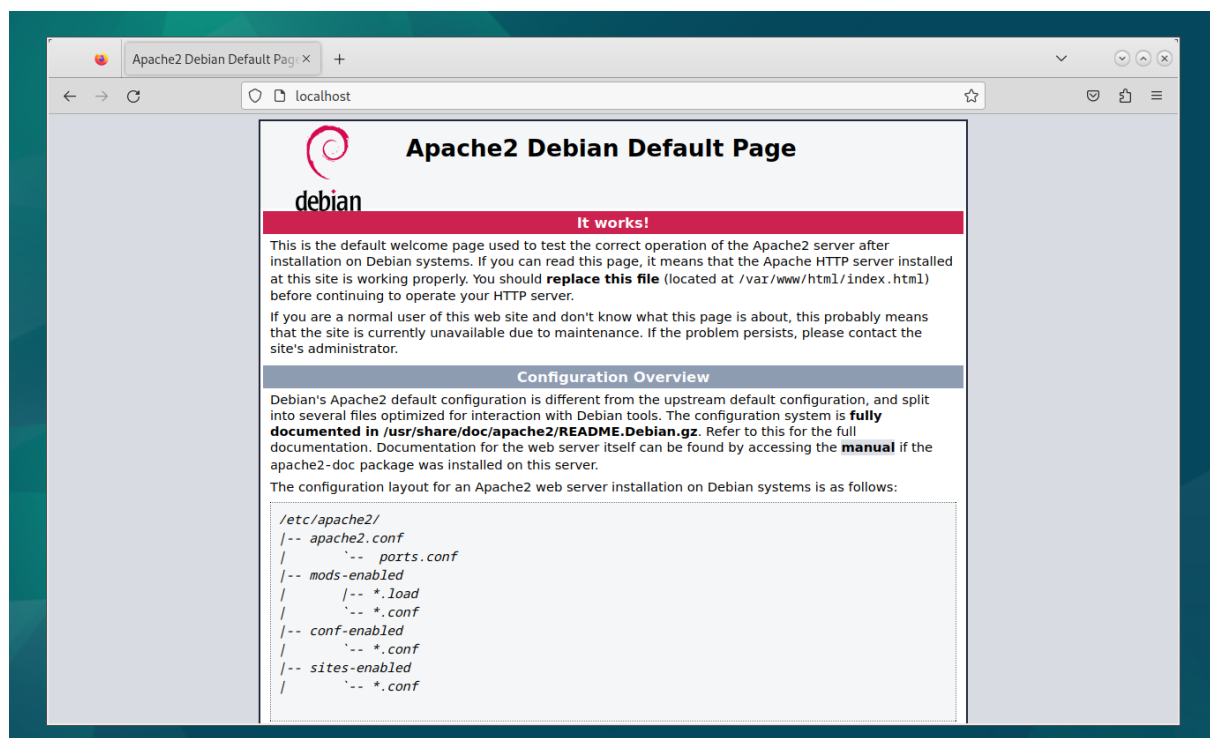 Apache2 Debian Default Page
localhost
Apache2 Debian Default Page
debian
It works!
This is the default welcome page used to test the correct operation of the Apache2 server after
installation on Debian systems. If you can read this page, it means that the Apache HTTP server installed
at this site is working properly. You should replace this file (located at /var/www/html/index.html)
before continuing to operate your HTTP server.
If you are a normal user of this web site and don't know what this page is about, this probably means
that the site is currently unavailable due to maintenance. If the problem persists, please contact the
site's administrator.
Configuration Overview
Debian's Apache2 default configuration is different from the upstream default configuration, and split
into several files optimized for interaction with Debian tools. The configuration system is fully
documented in /usr/share/doc/apache2/README.Debian.gz. Refer to this for the full
documentation. Documentation for the web server itself can be found by accessing the manual if the
apache2-doc package was installed on this server.
The configuration layout for an Apache2 web server installation on Debian systems is as follows:
/etc/apache2/
|-- apache2.conf
|       `--  ports.conf
|-- mods-enabled
|       |-- *.load
|       `-- *.conf
|-- conf-enabled
|       `-- *.conf
|-- sites-enabled
|       `-- *.conf